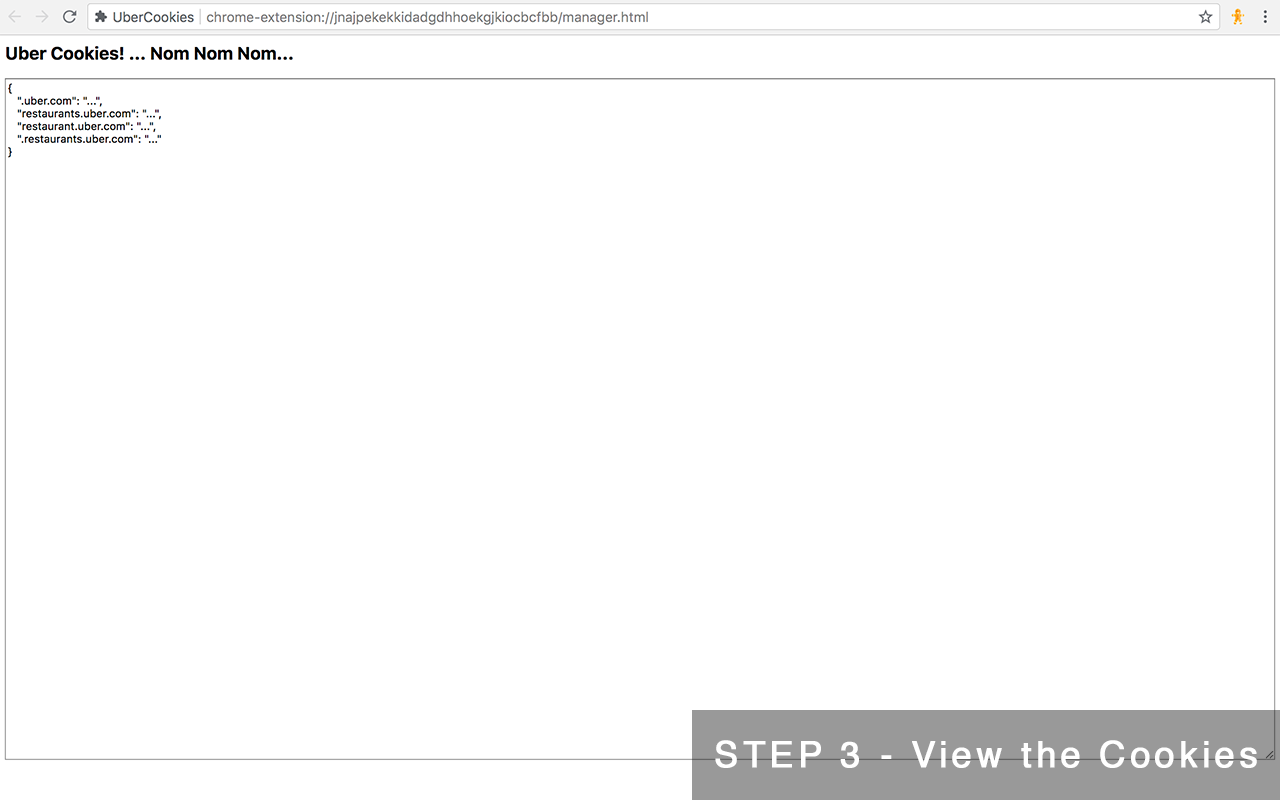 UberCookies chrome-extension://jnajpekekkidadgdhhoekgjkiocbcfbb/manager.html
Uber Cookies! ... Nom Nom Nom...
{
".uber.com": "...",
"restaurants.uber.com": "...",
"restaurant.uber.com": "...",
".restaurants.uber.com": "..."
}
STEP 3 - View the Cookies